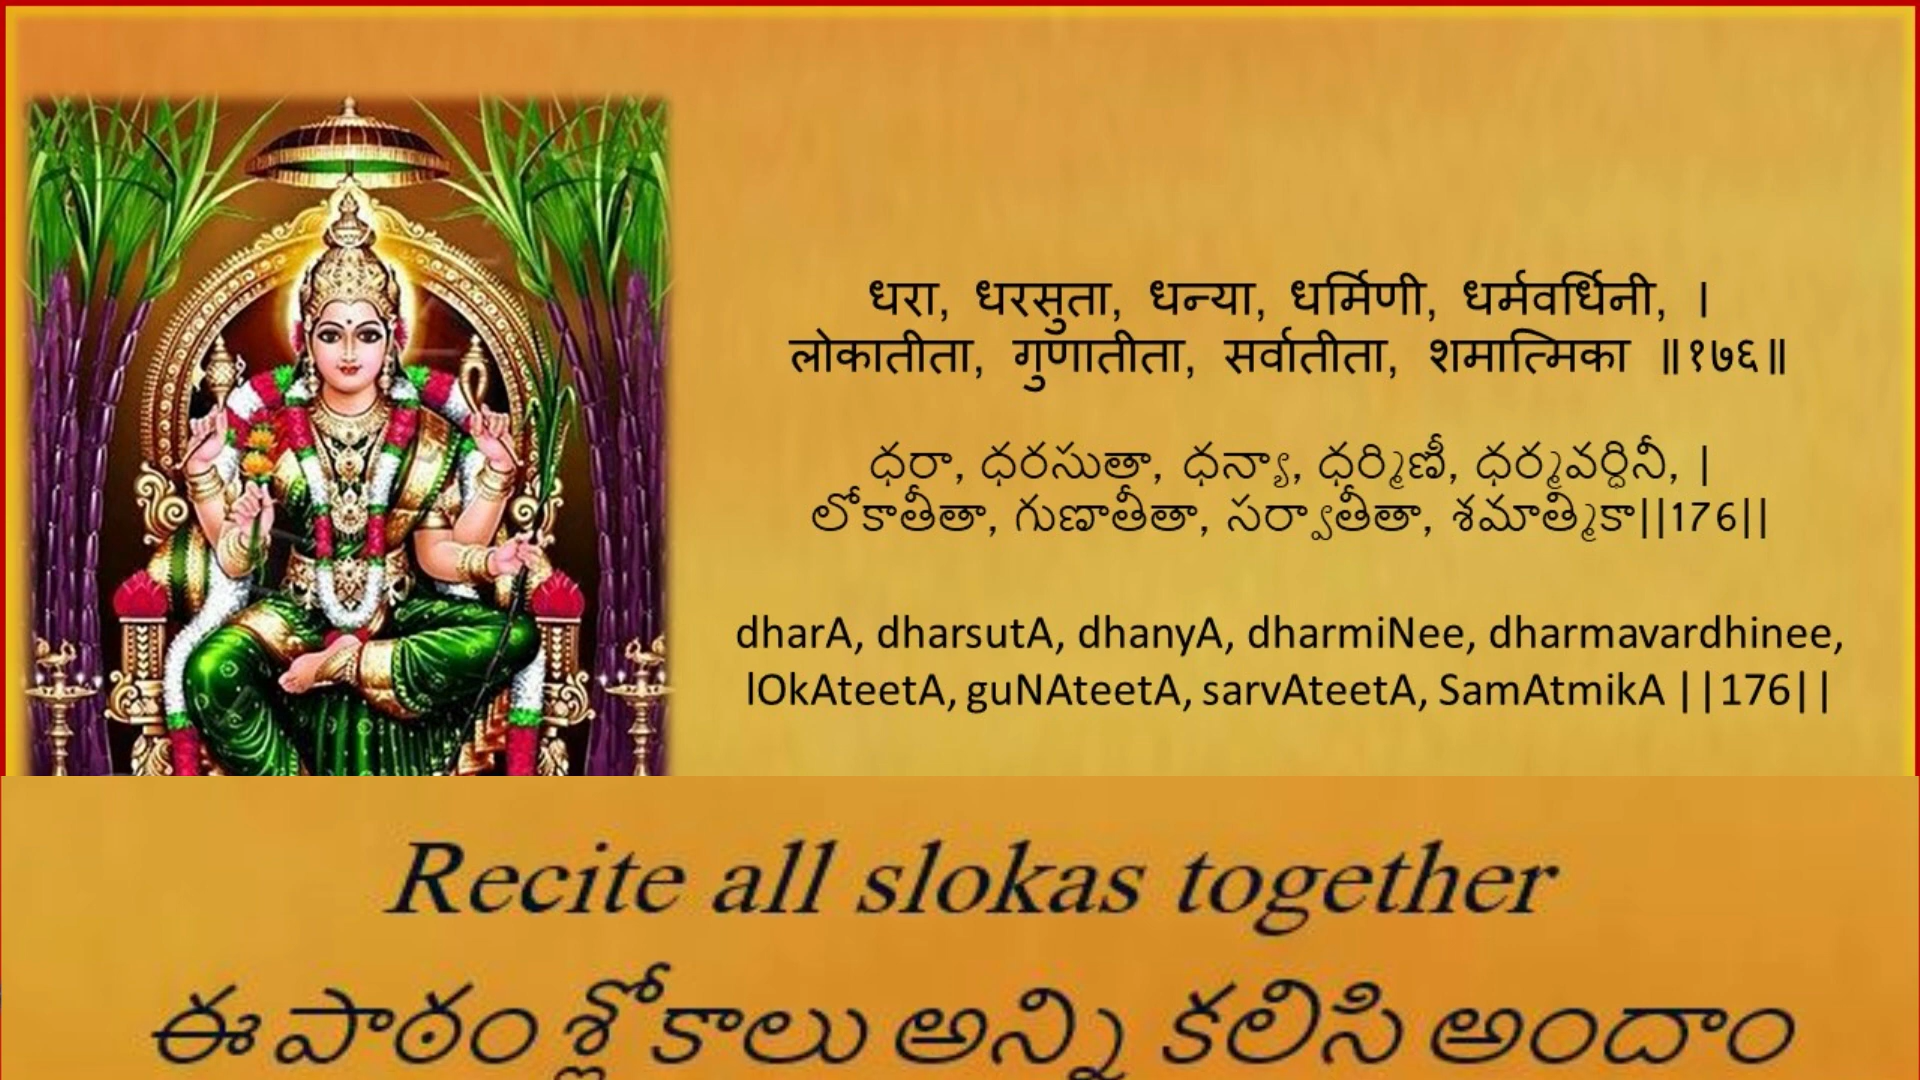 धरा, धरसुता, धन्या, धर्मिणी, धर्मवर्धिनी, ।
लोकातीता, गुणातीता, सर्वातीता, शमात्मिका ॥१७६॥
ధరా, ధరసుతా, ధన్యా, ధర్మిణీ, ధర్మవర్ధినీ, |
లోకాతీతా, గుణాతీతా, సర్వాతీతా, శమాత్మికా||176||
dharA, dharsutA, dhanyA, dharmiNee, dharmavardhinee,
lOkAteetA, guNAteetA, sarvAteetA, SamAtmikA ||176||
Recite all slokas together
ఈ పాఠం శ్లోకాలు అన్ని కలిసి అందాం